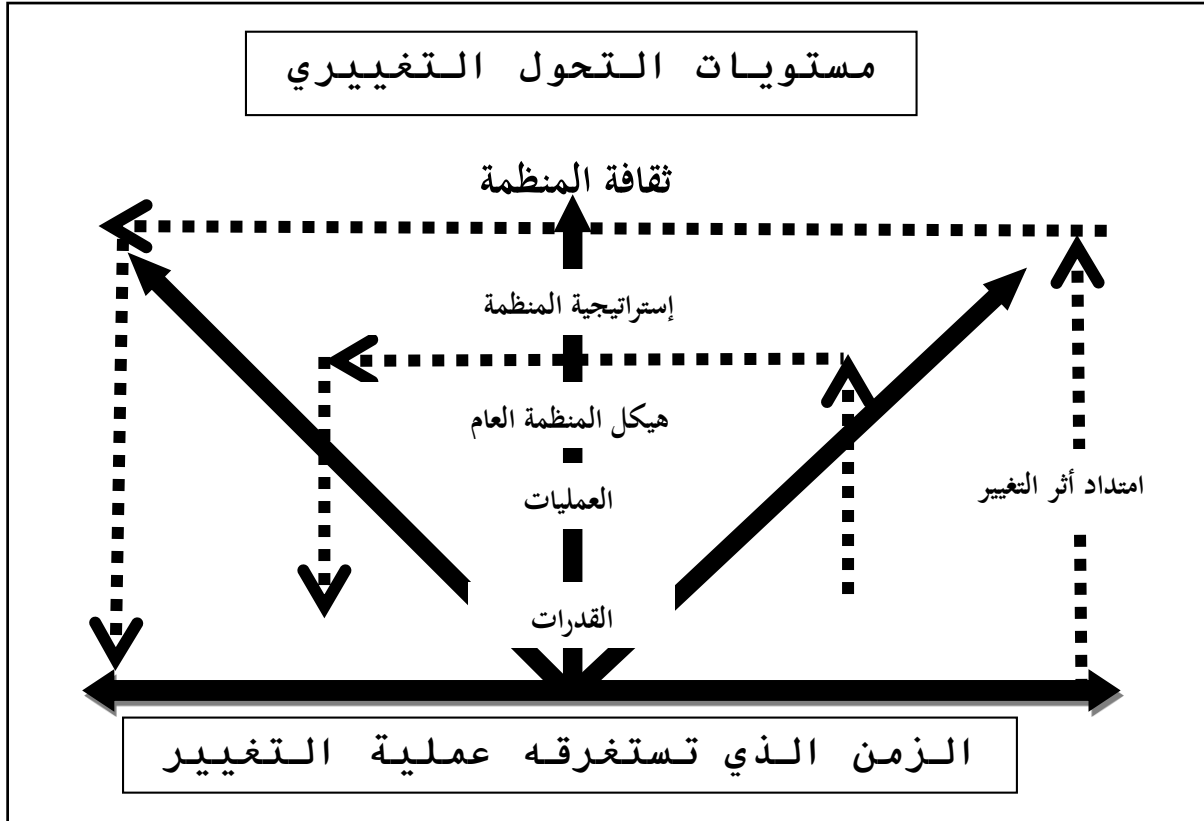 مستويات التحول التغييري
ثقافة المنظمة
إستراتيجية المنظمة
هيكل المنظمة العام
العمليات
امتداد أثر التغيير
القدرات
الزمن الذي تستغرقه عملية التغيير